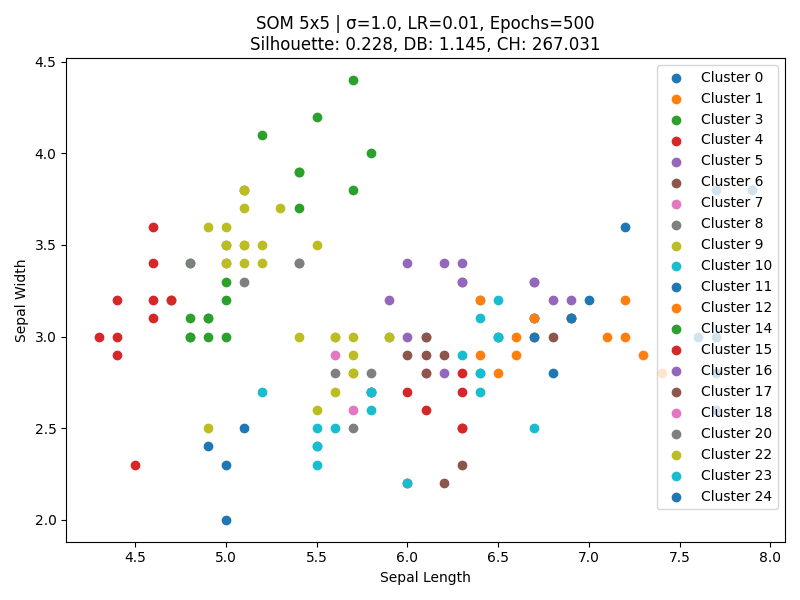 SOM 5x5 | σ=1.0, LR=0.01, Epochs=500
Silhouette: 0.228, DB: 1.145, CH: 267.031
Sepal Width
4.5
4.0
3.5
3.0
2.5
2.0
Cluster 0
Cluster 1
Cluster 3
Cluster 4
Cluster 5
Cluster 6
Cluster 7
Cluster 8
Cluster 9
Cluster 10
Cluster 11
Cluster 12
Cluster 14
Cluster 15
Cluster 16
Cluster 17
Cluster 18
Cluster 20
Cluster 22
Cluster 23
Cluster 24
4.5 5.0 5.5 6.0 6.5 7.0 7.5 8.0
Sepal Length